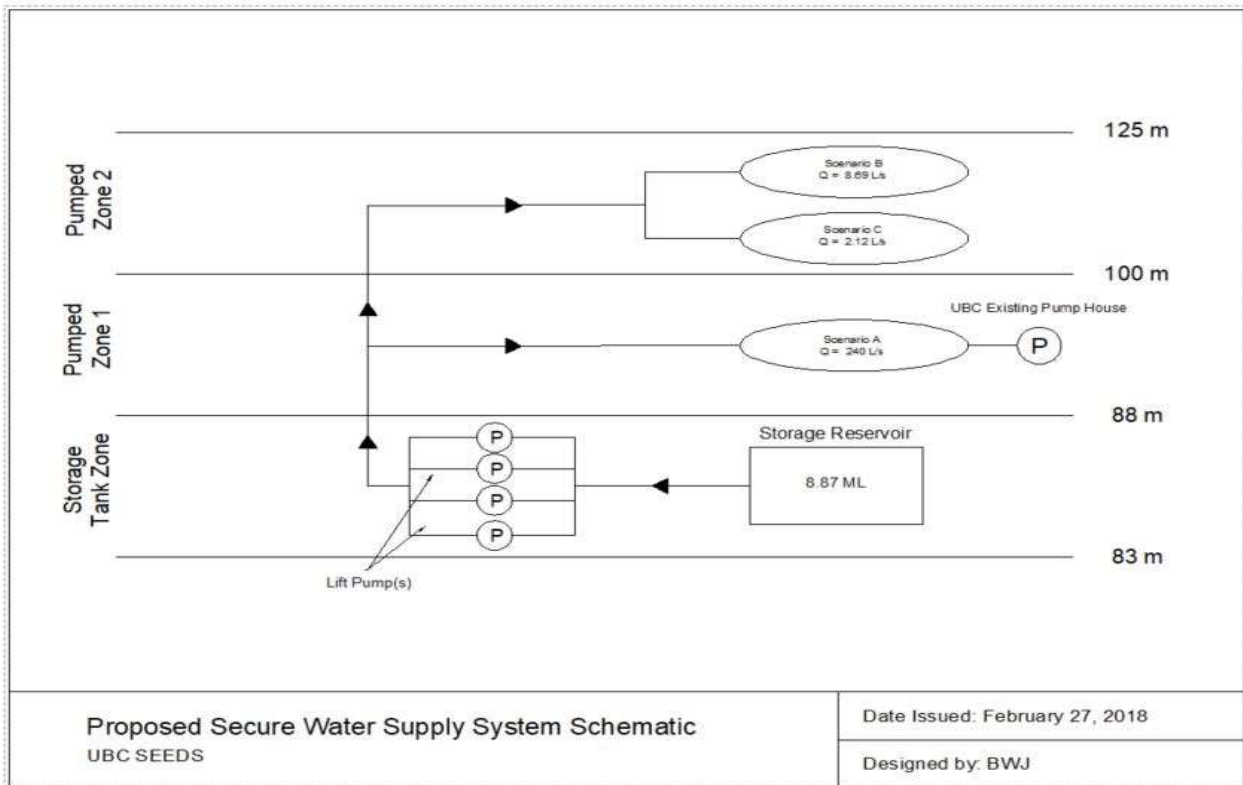 125 m
Pumped
Zone 2
Scenario B
Q = 8.69 L/s
Scenario C
Q = 2.12 L/s
100 m
Pumped
Zone 1
UBC Existing Pump House
Scenario A
Q = 240 L/s
P
88 m
Storage
Tank Zone
P
P
P
P
Storage Reservoir
8.87 ML
83 m
Lift Pump(s)
Proposed Secure Water Supply System Schematic
UBC SEEDS
Date Issued: February 27, 2018
Designed by: BWJ